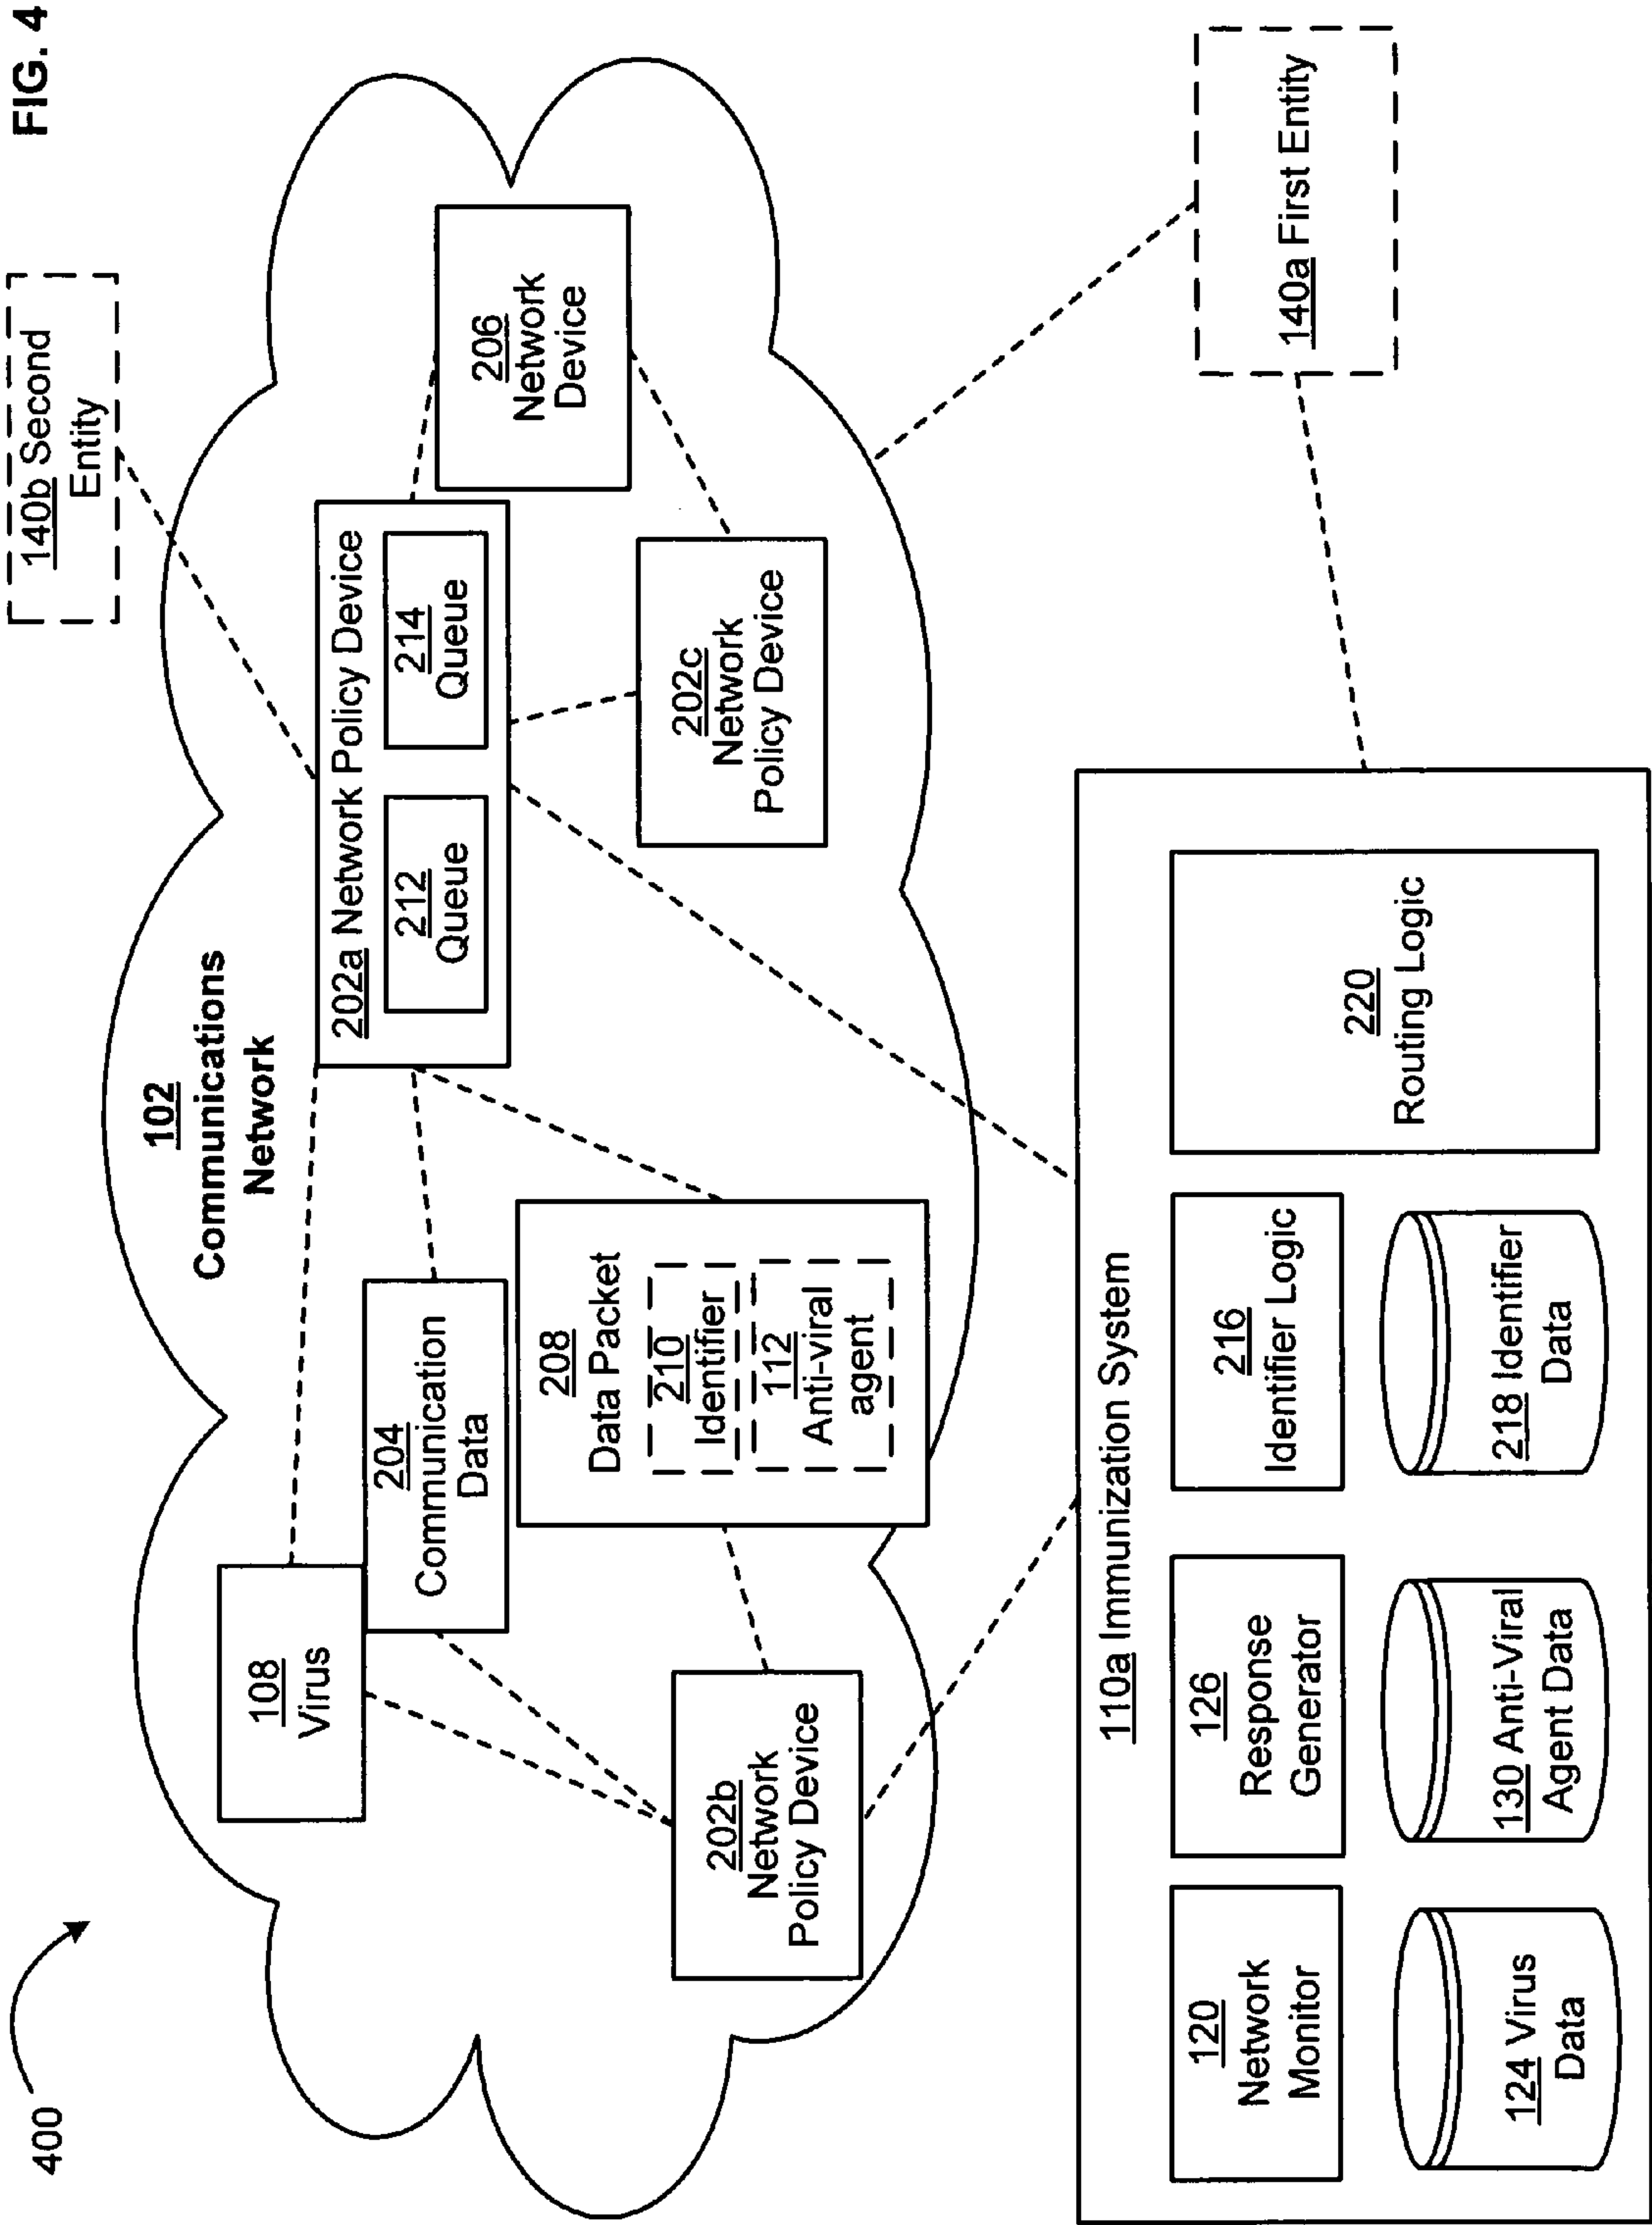 FIG. 4
400
140b Second
Entity
102
Communications
Network
108
Virus
204
Communication
Data
202a Network Policy Device
212
Queue
214
Queue
206
Network
Device
208
Data Packet
210
Identifier
112
Anti-viral
agent
202b
Network
Policy Device
202c
Network
Policy Device
140a First Entity
110a Immunization System
120
Network
Monitor
126
Response
Generator
216
Identifier Logic
220
Routing Logic
124 Virus
Data
130 Anti-Viral
Agent Data
218 Identifier
Data